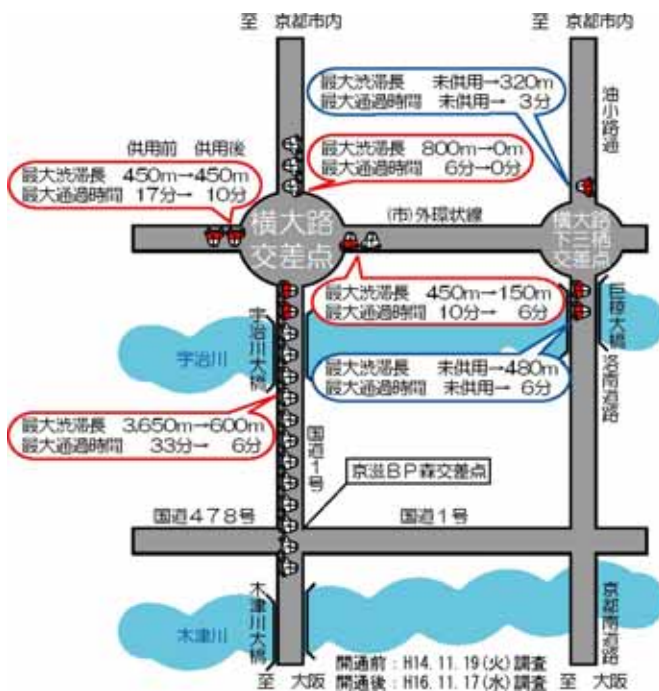 至 京都市内
至 京都市内
最大渋滞長 未供用→320m
最大通過時間 未供用→ 3分
油小路通
供用前 供用後
最大渋滞長 450m→450m
最大通過時間 17分→ 10分
最大渋滞長 800m→0m
最大通過時間 6分→0分
(市)外環状線
横大路
交差点
横大路
下三栖
交差点
最大渋滞長 450m→150m
最大通過時間 10分→ 6分
巨椋大橋
宇治川大橋
宇治川
最大渋滞長 未供用→480m
最大通過時間 未供用→ 6分
洛南道路
最大渋滞長 3,650m→600m
最大通過時間 33分→ 6分
国道1号
京滋BP森交差点
国道478号
国道1号
木津川大橋
木津川
京都南道路
開通前:H14.11.19(火)調査
開通後:H16.11.17(水)調査
至 大阪
至 大阪